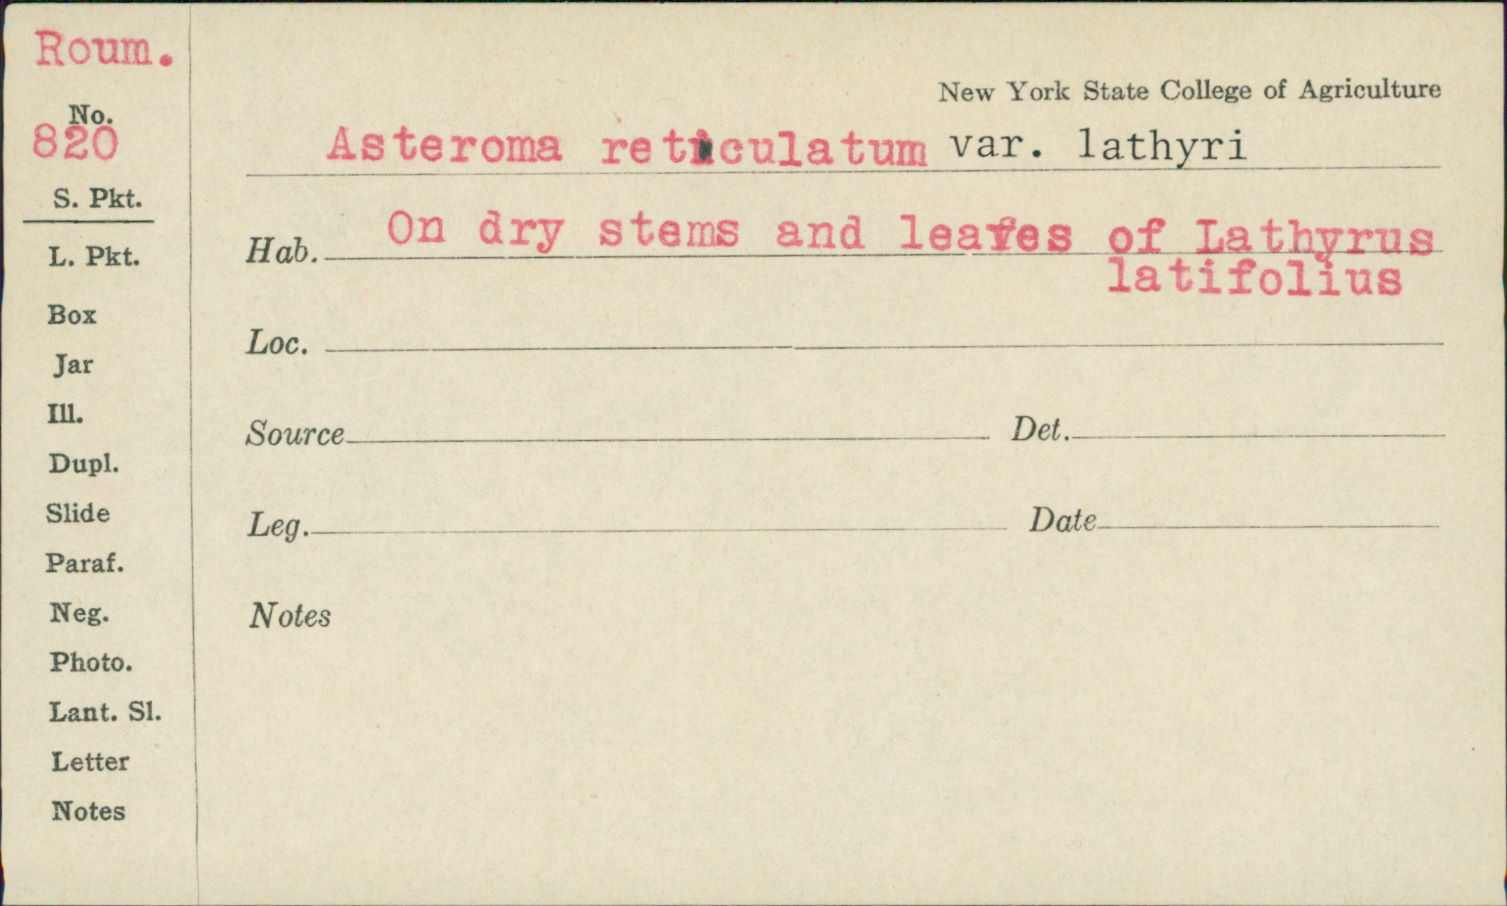 Roum.
No.
820
S. Pkt.
L. Pkt.
Box
Jar
Ill.
Dupl.
Slide
Paraf.
Neg.
Photo.
Lant. Sl.
Letter
Notes
New York State College of Agriculture
Asteroma reticulatum var. lathyri
Hab. On dry stems and leaves of Lathyrus
latifolius
Loc.
Source Det.
Leg. Date
Notes